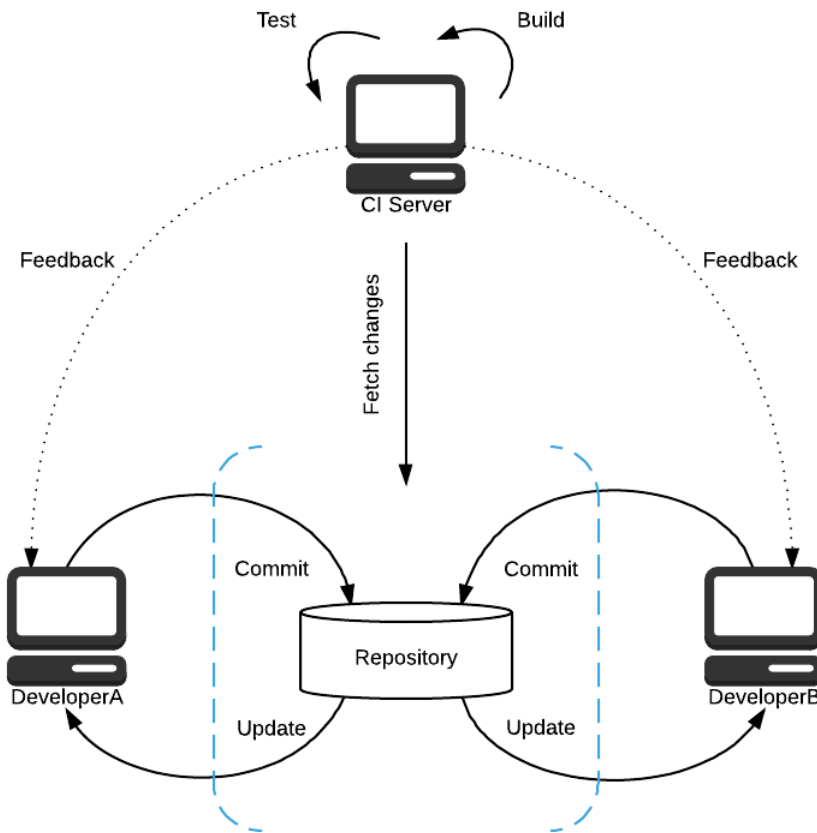 Test
Build
CI Server
Feedback
Feedback
Fetch changes
Commit
Commit
Repository
DeveloperA
DeveloperB
Update
Update